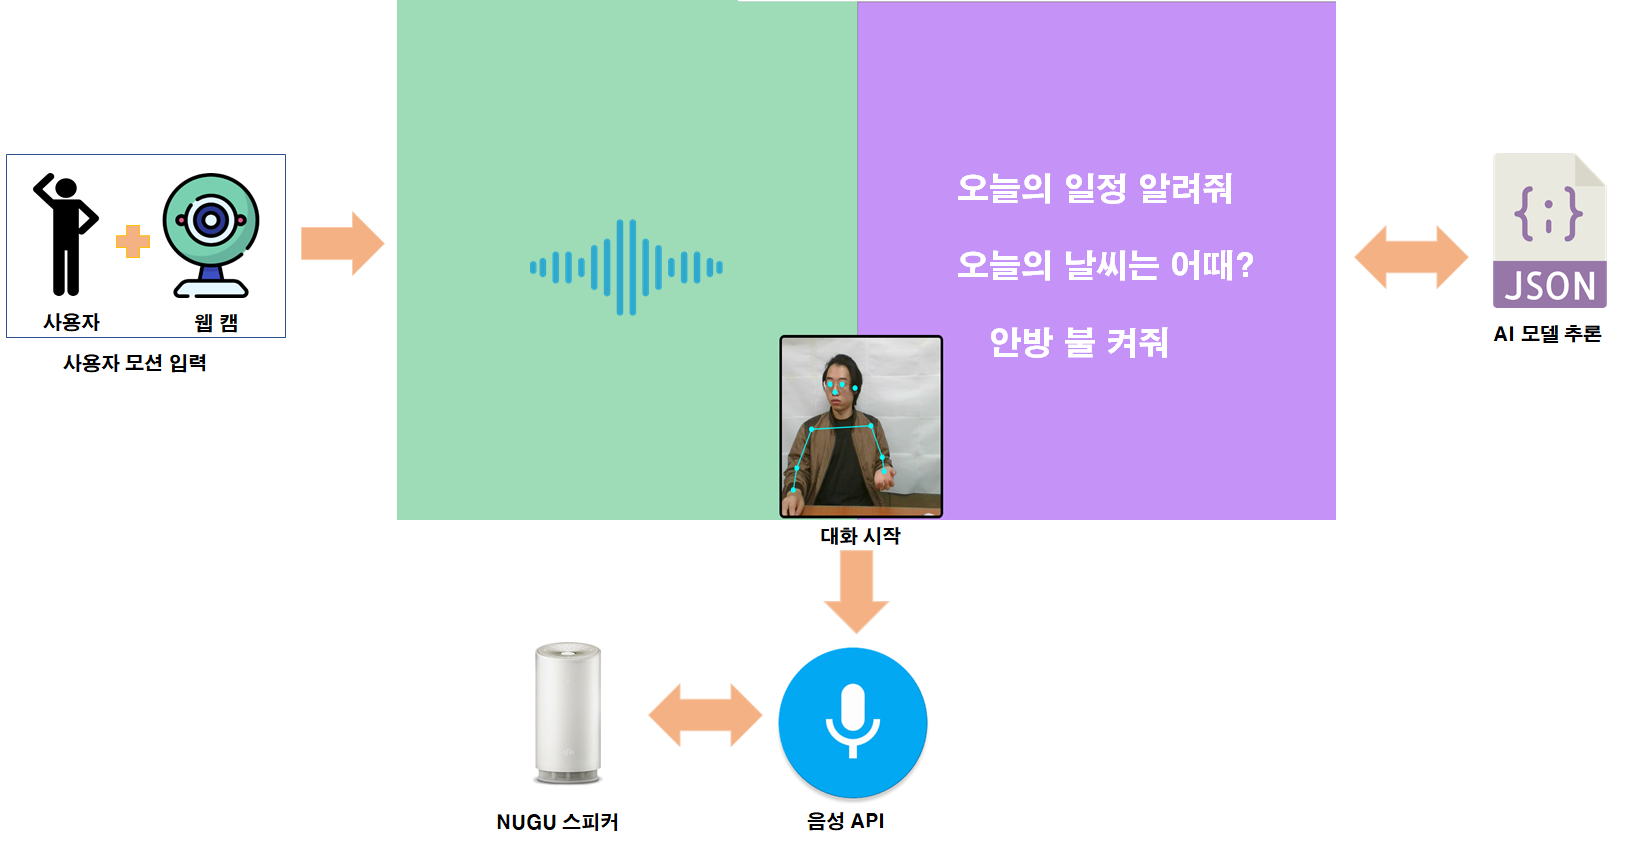 오늘의 일정 알려줘
오늘의 날씨는 어때?
안방 불 켜줘
사용자
웹 캠
사용자 모션 입력
{;}
JSON
AI 모델 추론
대화 시작
NUGU 스피커
음성 API